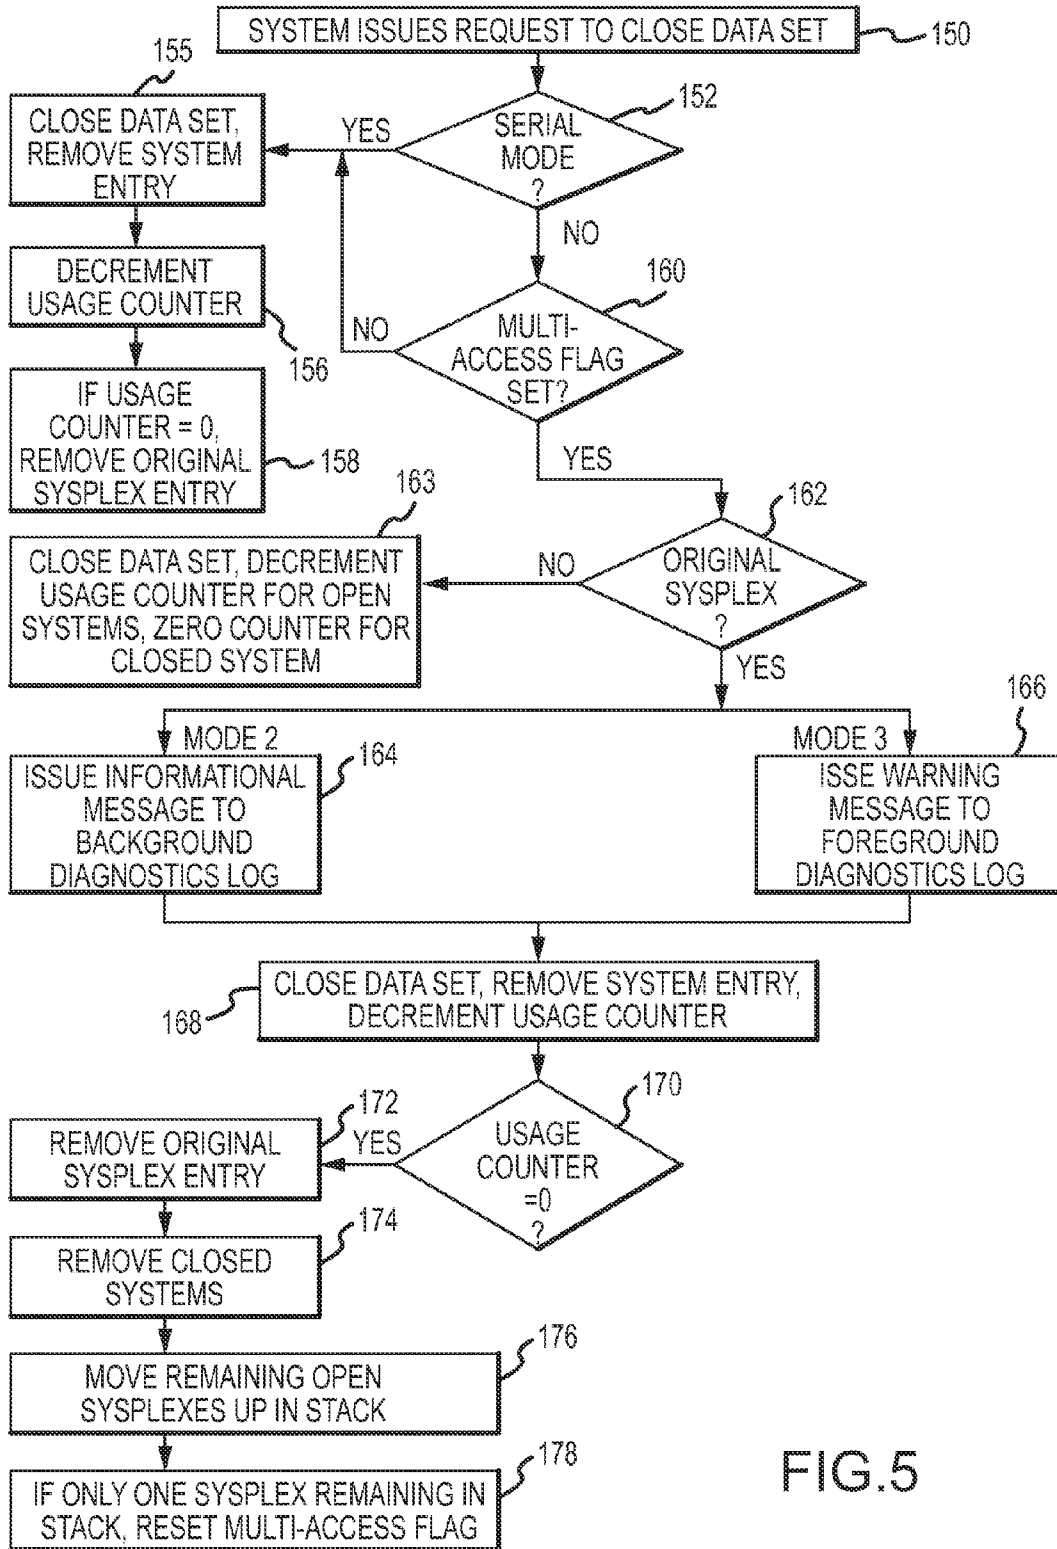 SYSTEM ISSUES REQUEST TO CLOSE DATA SET
150
155
CLOSE DATA SET,
REMOVE SYSTEM
ENTRY
YES
SERIAL
MODE
?
152
NO
DECREMENT
USAGE COUNTER
156
NO
MULTI-
ACCESS FLAG
SET?
160
YES
IF USAGE
COUNTER = 0,
REMOVE ORIGINAL
SYSPLEX ENTRY
158
163
CLOSE DATA SET, DECREMENT
USAGE COUNTER FOR OPEN
SYSTEMS, ZERO COUNTER FOR
CLOSED SYSTEM
NO
ORIGINAL
SYSPLEX
?
162
YES
MODE 2
164
ISSUE INFORMATIONAL
MESSAGE TO
BACKGROUND
DIAGNOSTICS LOG
MODE 3
166
ISSE WARNING
MESSAGE TO
FOREGROUND
DIAGNOSTICS LOG
CLOSE DATA SET, REMOVE SYSTEM ENTRY,
DECREMENT USAGE COUNTER
168
USAGE
COUNTER
=0
?
170
YES
172
REMOVE ORIGINAL
SYSPLEX ENTRY
174
REMOVE CLOSED
SYSTEMS
176
MOVE REMAINING OPEN
SYSPLEXES UP IN STACK
178
IF ONLY ONE SYSPLEX REMAINING IN
STACK, RESET MULTI-ACCESS FLAG
FIG.5